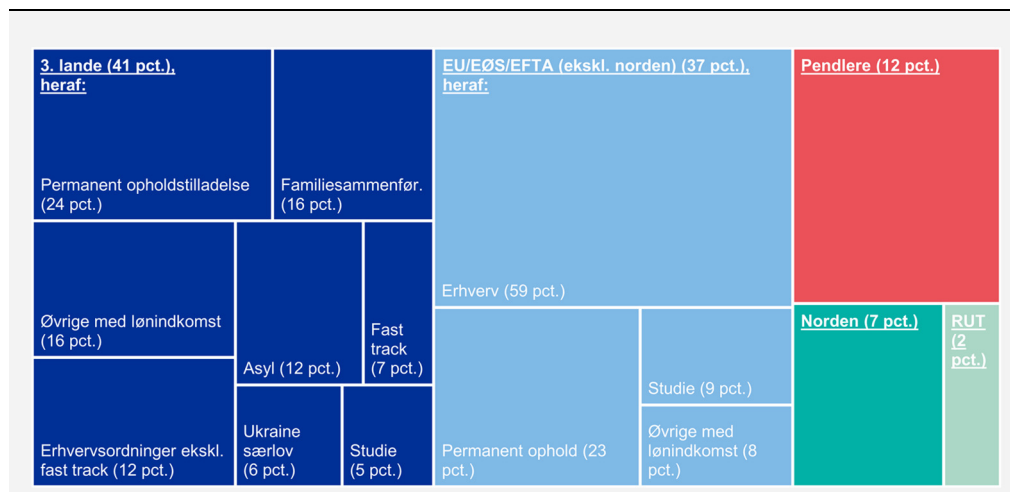 3. lande (41 pct.),
heraf:
Permanent opholdstilladelse
(24 pct.)
Familiesammenfør.
(16 pct.)
Øvrige med lønindkomst
(16 pct.)
Erhvervsordninger ekskl.
fast track (12 pct.)
Asyl (12 pct.)
Fast
track
(7 pct.)
Ukraine
særlov
(6 pct.)
Studie
(5 pct.)
EU/EØS/EFTA (ekskl. norden) (37 pct.),
heraf:
Erhverv (59 pct.)
Permanent ophold (23
pct.)
Studie (9 pct.)
Øvrige med
lønindkomst (8
pct.)
Pendlere (12 pct.)
Norden (7 pct.)
RUT
(2
pct.)